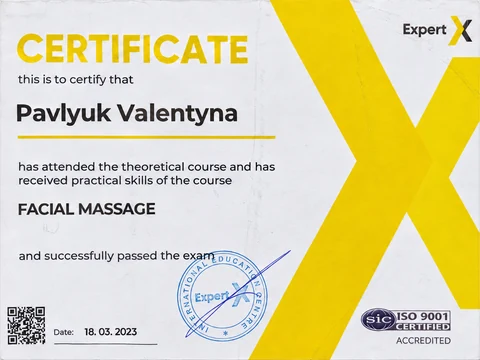 Expert X
CERTIFICATE
this is to certify that
Pavlyuk Valentyna
has attended the theoretical course and has
received practical skills of the course
FACIAL MASSAGE
and successfully passed the exam
INTERNATIONAL EDUCATION CENTRE
Expert X
Date: 18. 03. 2023
sic ISO 9001
CERTIFIED
ACCREDITED